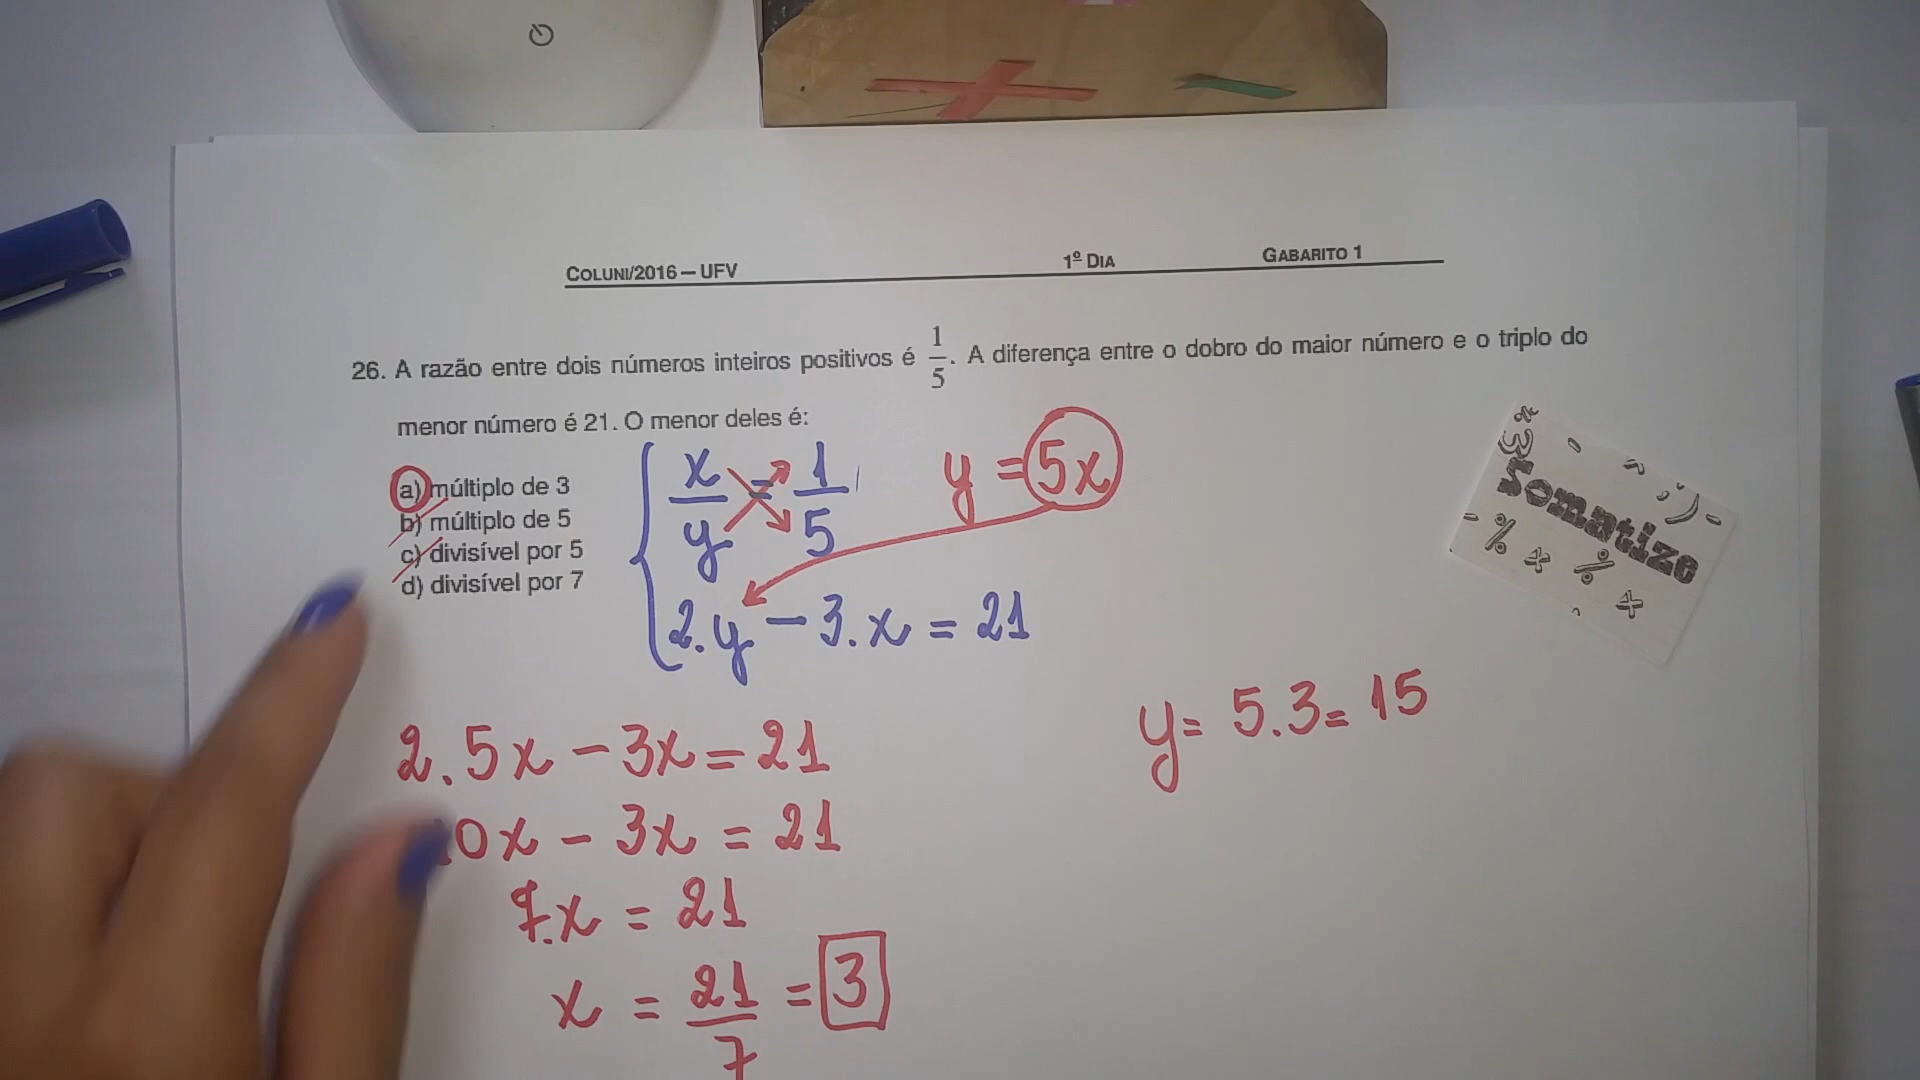 COLUNI/2016 – UFV 1º DIA GABARITO 1
26. A razão entre dois números inteiros positivos é 1/5. A diferença entre o dobro do maior número e o triplo do
menor número é 21. O menor deles é:
a) múltiplo de 3
b) múltiplo de 5
c) divisível por 5
d) divisível por 7
x/y = 1/5
y = 5x
2.y - 3.x = 21
Somatize
2.5x - 3x = 21
10x - 3x = 21
7.x = 21
x = 21/7 = 3
y = 5.3 = 15